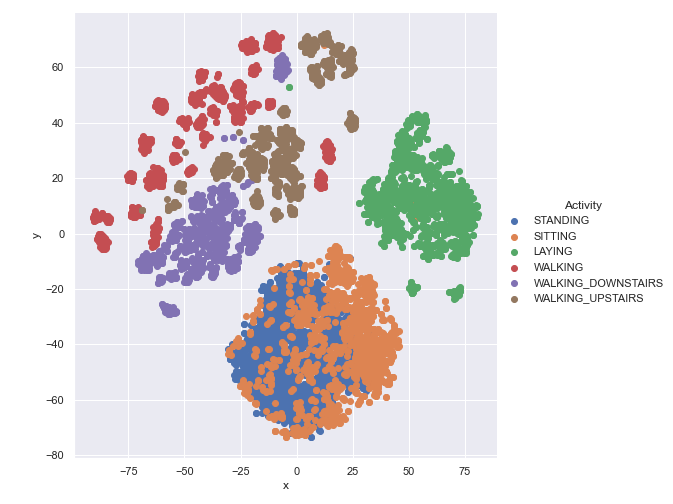 60
40
20
0
−20
−40
−60
−80
y
−75
−50
−25
0
25
50
75
x
Activity
STANDING
SITTING
LAYING
WALKING
WALKING_DOWNSTAIRS
WALKING_UPSTAIRS